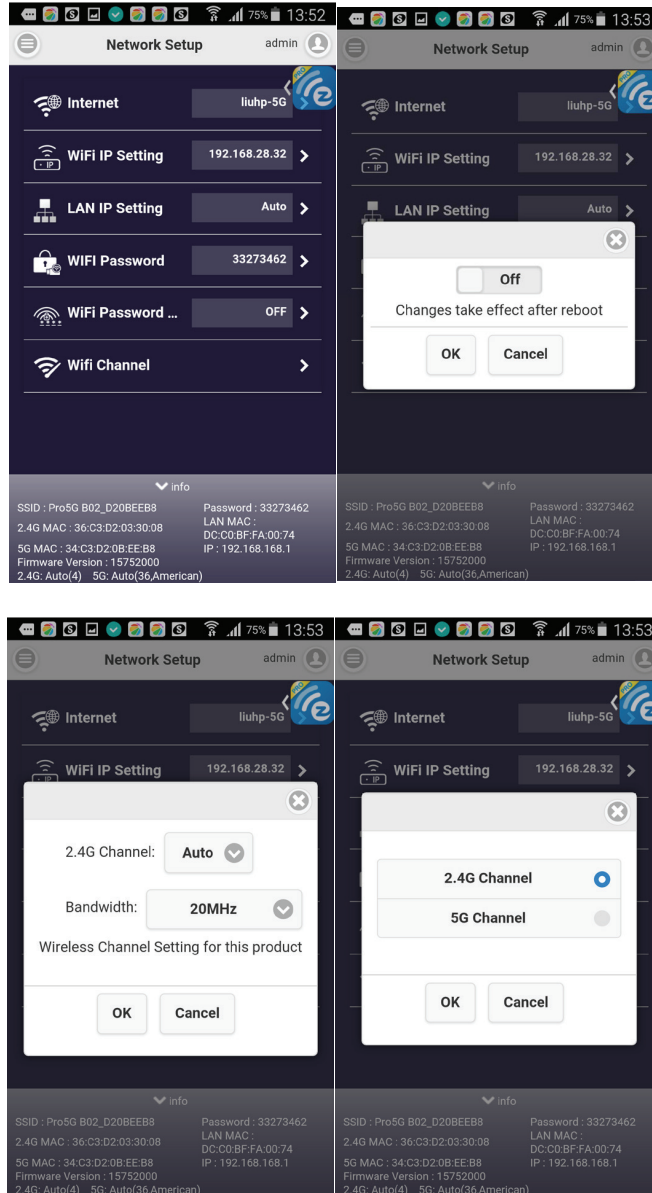 75% 13:52
Network Setup admin
Internet liuhp-5G
WiFi IP Setting 192.168.28.32
LAN IP Setting Auto
WIFI Password 33273462
WiFi Password ... OFF
Wifi Channel
info
SSID : Pro5G B02_D20BEEB8 Password : 33273462
2.4G MAC : 36:C3:D2:03:30:08 LAN MAC :
DC:C0:BF:FA:00:74
5G MAC : 34:C3:D2:0B:EE:B8 IP : 192.168.168.1
Firmware Version : 15752000
2.4G: Auto(4) 5G: Auto(36,American)
75% 13:53
Network Setup admin
Internet liuhp-5G
WiFi IP Setting 192.168.28.32
LAN IP Setting Auto
Off
Changes take effect after reboot
OK Cancel
info
SSID : Pro5G B02_D20BEEB8 Password : 33273462
2.4G MAC : 36:C3:D2:03:30:08 LAN MAC :
DC:C0:BF:FA:00:74
5G MAC : 34:C3:D2:0B:EE:B8 IP : 192.168.168.1
Firmware Version : 15752000
2.4G: Auto(4) 5G: Auto(36,American)
75% 13:53
Network Setup admin
Internet liuhp-5G
WiFi IP Setting 192.168.28.32
2.4G Channel: Auto
Bandwidth: 20MHz
Wireless Channel Setting for this product
OK Cancel
info
SSID : Pro5G B02_D20BEEB8 Password : 33273462
2.4G MAC : 36:C3:D2:03:30:08 LAN MAC :
DC:C0:BF:FA:00:74
5G MAC : 34:C3:D2:0B:EE:B8 IP : 192.168.168.1
Firmware Version : 15752000
2.4G: Auto(4) 5G: Auto(36,American)
75% 13:53
Network Setup admin
Internet liuhp-5G
WiFi IP Setting 192.168.28.32
2.4G Channel
5G Channel
OK Cancel
info
SSID : Pro5G B02_D20BEEB8 Password : 33273462
2.4G MAC : 36:C3:D2:03:30:08 LAN MAC :
DC:C0:BF:FA:00:74
5G MAC : 34:C3:D2:0B:EE:B8 IP : 192.168.168.1
Firmware Version : 15752000
2.4G: Auto(4) 5G: Auto(36,American)